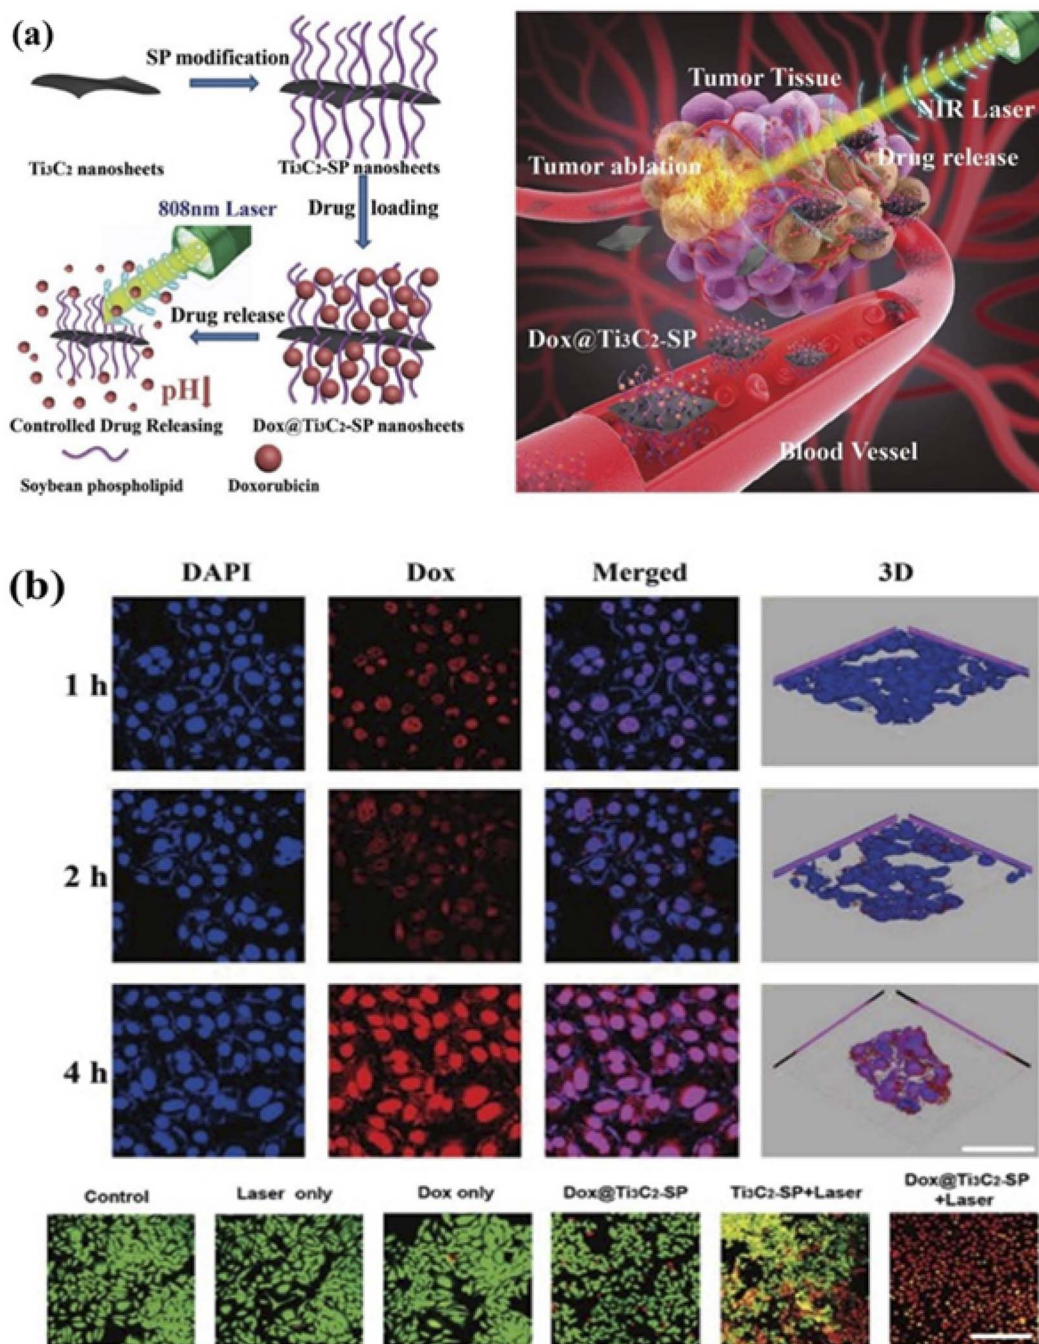 (a)
SP modification
Ti3C2 nanosheets
Ti3C2-SP nanosheets
808nm Laser
Drug loading
Drug release
pH↓
Controlled Drug Releasing
Dox@Ti3C2-SP nanosheets
Soybean phospholipid
Doxorubicin
Tumor Tissue
NIR Laser
Tumor ablation
Drug release
Dox@Ti3C2-SP
Blood Vessel
(b)
DAPI
Dox
Merged
3D
1 h
2 h
4 h
Control
Laser only
Dox only
Dox@Ti3C2-SP
Ti3C2-SP+Laser
Dox@Ti3C2-SP
+Laser